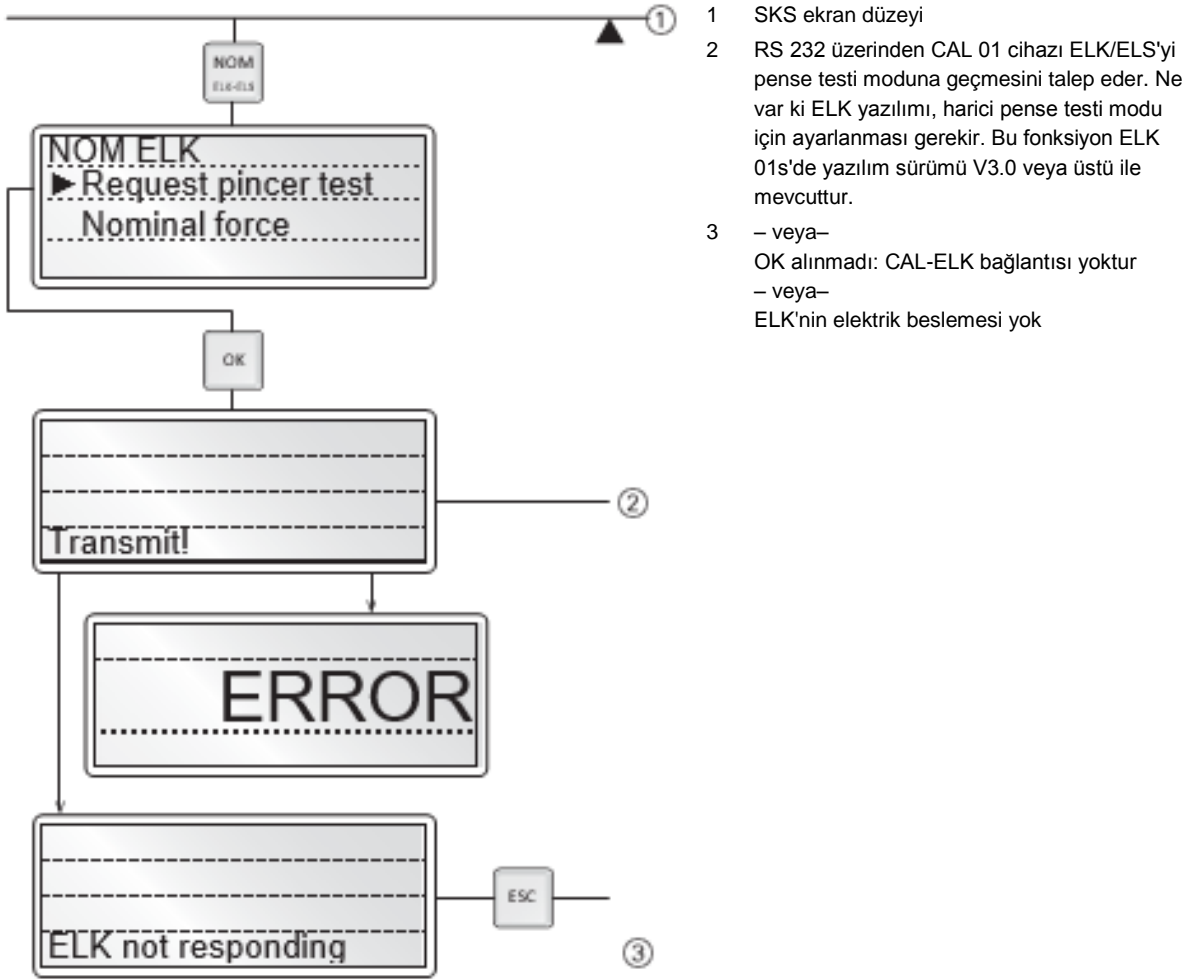 ①
NOM
ELK-ELS
NOM ELK
▶ Request pincer test
Nominal force
OK
Transmit!
②
ERROR
ELK not responding
ESC
③
1 SKS ekran düzeyi
2 RS 232 üzerinden CAL 01 cihazı ELK/ELS'yi
pense testi moduna geçmesini talep eder. Ne
var ki ELK yazılımı, harici pense testi modu
için ayarlanması gerekir. Bu fonksiyon ELK
01s'de yazılım sürümü V3.0 veya üstü ile
mevcuttur.
3 – veya–
OK alınmadı: CAL-ELK bağlantısı yoktur
– veya–
ELK'nin elektrik beslemesi yok